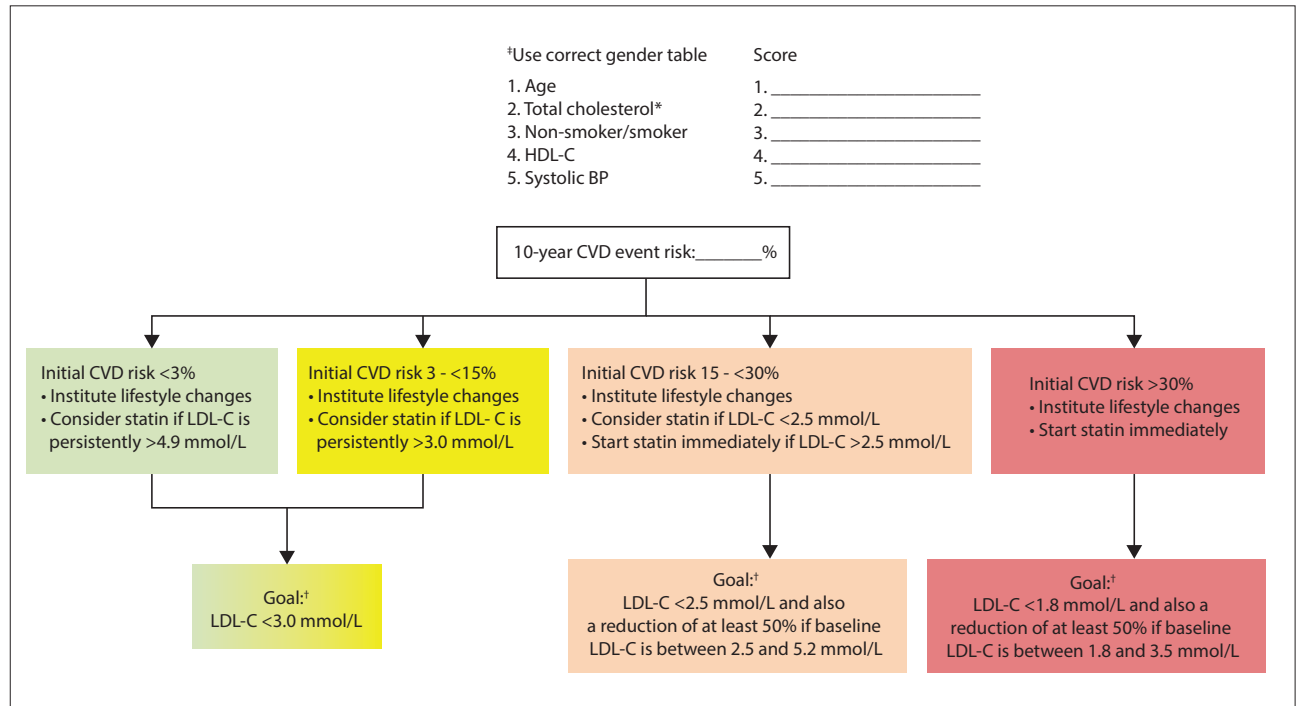 ‡Use correct gender table Score
1. Age 1. ______________________
2. Total cholesterol* 2. ______________________
3. Non-smoker/smoker 3. ______________________
4. HDL-C 4. ______________________
5. Systolic BP 5. ______________________
10-year CVD event risk:_______%
Initial CVD risk <3%
• Institute lifestyle changes
• Consider statin if LDL-C is
persistently >4.9 mmol/L
Initial CVD risk 3 - <15%
• Institute lifestyle changes
• Consider statin if LDL- C is
persistently >3.0 mmol/L
Initial CVD risk 15 - <30%
• Institute lifestyle changes
• Consider statin if LDL-C <2.5 mmol/L
• Start statin immediately if LDL-C >2.5 mmol/L
Initial CVD risk >30%
• Institute lifestyle changes
• Start statin immediately
Goal:†
LDL-C <3.0 mmol/L
Goal:†
LDL-C <2.5 mmol/L and also
a reduction of at least 50% if baseline
LDL-C is between 2.5 and 5.2 mmol/L
Goal:†
LDL-C <1.8 mmol/L and also a
reduction of at least 50% if baseline
LDL-C is between 1.8 and 3.5 mmol/L